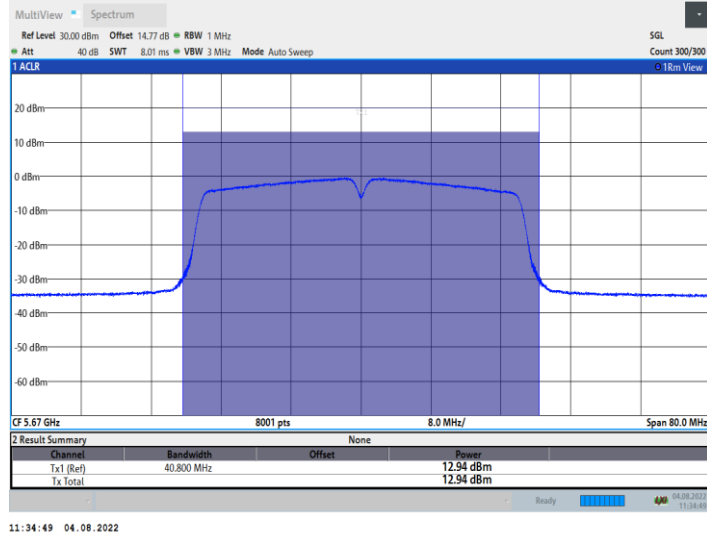 MultiView Spectrum
Ref Level 30.00 dBm Offset 14.77 dB RBW 1 MHz SGL
Att 40 dB SWT 8.01 ms VBW 3 MHz Mode Auto Sweep Count 300/300
1 ACLR 1Rm View
20 dBm
10 dBm
0 dBm
-10 dBm
-20 dBm
-30 dBm
-40 dBm
-50 dBm
-60 dBm
CF 5.67 GHz 8001 pts 8.0 MHz/ Span 80.0 MHz
2 Result Summary None
Channel Bandwidth Offset Power
Tx1 (Ref) 40.800 MHz 12.94 dBm
Tx Total 12.94 dBm
Ready 04.08.2022
11:34:49
11:34:49 04.08.2022